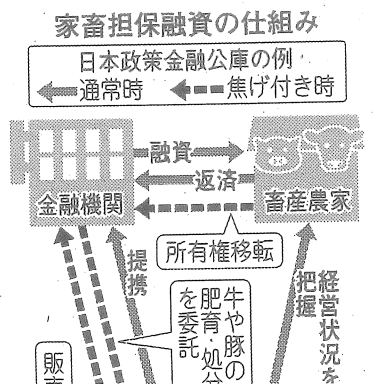 家畜担保融資の仕組み
日本政策金融公庫の例
通常時
焦げ付き時
融資
返済
金融機関
畜産農家
所有権移転
提携
牛や豚の
肥育・処分
を委託
経営状況を
把握
販